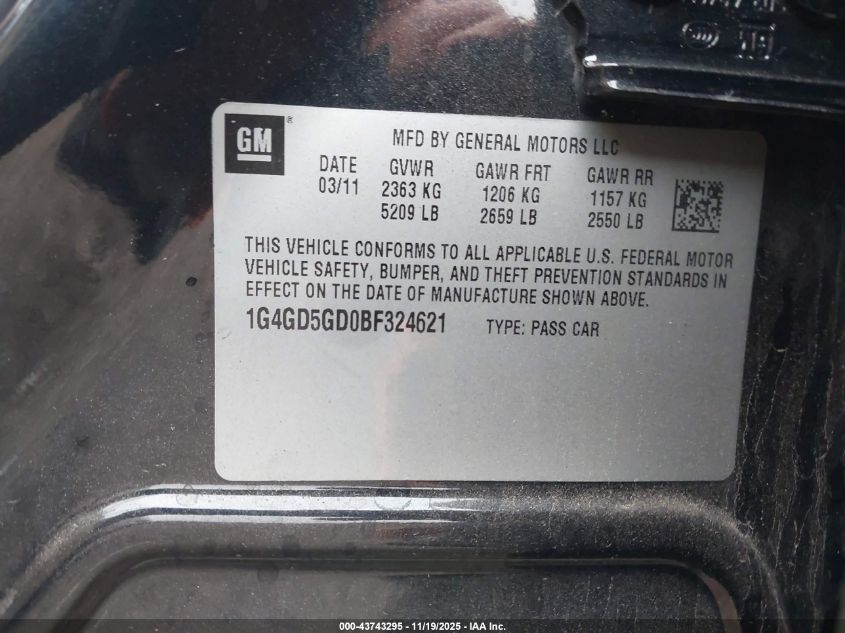 GM
®
MFD BY GENERAL MOTORS LLC
DATE GVWR GAWR FRT GAWR RR
03/11 2363 KG 1206 KG 1157 KG
5209 LB 2659 LB 2550 LB
THIS VEHICLE CONFORMS TO ALL APPLICABLE U.S. FEDERAL MOTOR
VEHICLE SAFETY, BUMPER, AND THEFT PREVENTION STANDARDS IN
EFFECT ON THE DATE OF MANUFACTURE SHOWN ABOVE.
1G4GD5GD0BF324621 TYPE: PASS CAR
000-43743295 - 11/19/2025 - IAA Inc.